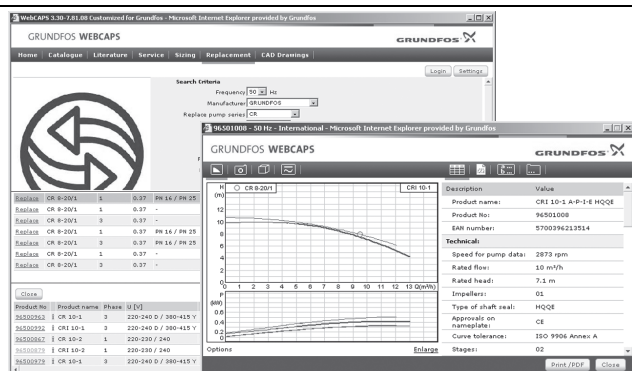 WebCAPS 3.30-7.81.88 Customized for Grundfos - Microsoft Internet Explorer provided by Grundfos
GRUNDFOS WEBCAPS
GRUNDFOS
Home | Catalogue | Literature | Service | Sizing | Replacement | CAD Drawings
Login Settings
Search Criteria
Frequency 50 Hz
Manufacturer GRUNDFOS
Replace pump series CR
Replace CR 8-20/1 1 0.37 PN 16 / PN 25
Replace CR 8-20/1 1 0.37 -
Replace CR 8-20/1 3 0.37 PN 16 / PN 25
Replace CR 8-20/1 3 0.37 -
Replace CR 8-20/1 3 0.37 PN 16 / PN 25
Replace CR 8-20/1 3 0.37 -
Close
Product No Product name Phase U [V]
96500963 CR 10-1 3 220-240 D / 380-415 Y
96500992 CRI 10-1 3 220-240 D / 380-415 Y
96500867 CR 10-2 1 220-230 / 240
96500879 CRI 10-2 1 220-230 / 240
96500979 CR 10-1 3 220-240 D / 380-415 Y
96501008 - 50 Hz - International - Microsoft Internet Explorer provided by Grundfos
GRUNDFOS WEBCAPS
GRUNDFOS
H
(m)
CR 8-20/1
CRI 10-1
12
10
8
6
4
2
0
0 1 2 3 4 5 6 7 8 9 10 11 12 13 Q(m³/h)
P
(kW)
0.6
0.4
0.2
0
Options
Enlarge
Description Value
Product name: CRI 10-1 A-P-I-E HQQE
Product No: 96501008
EAN number: 5700396213514
Technical:
Speed for pump data: 2873 rpm
Rated flow: 10 m³/h
Rated head: 7.1 m
Impellers: 01
Type of shaft seal: HQQE
Approvals on nameplate: CE
Curve tolerance: ISO 9906 Annex A
Stages: 02
Print/PDF Close